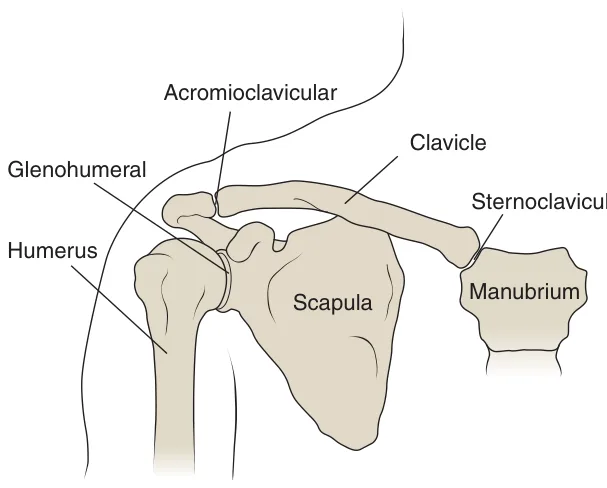 Acromioclavicular
Clavicle
Glenohumeral
Sternoclavicul
Humerus
Manubrium
Scapula